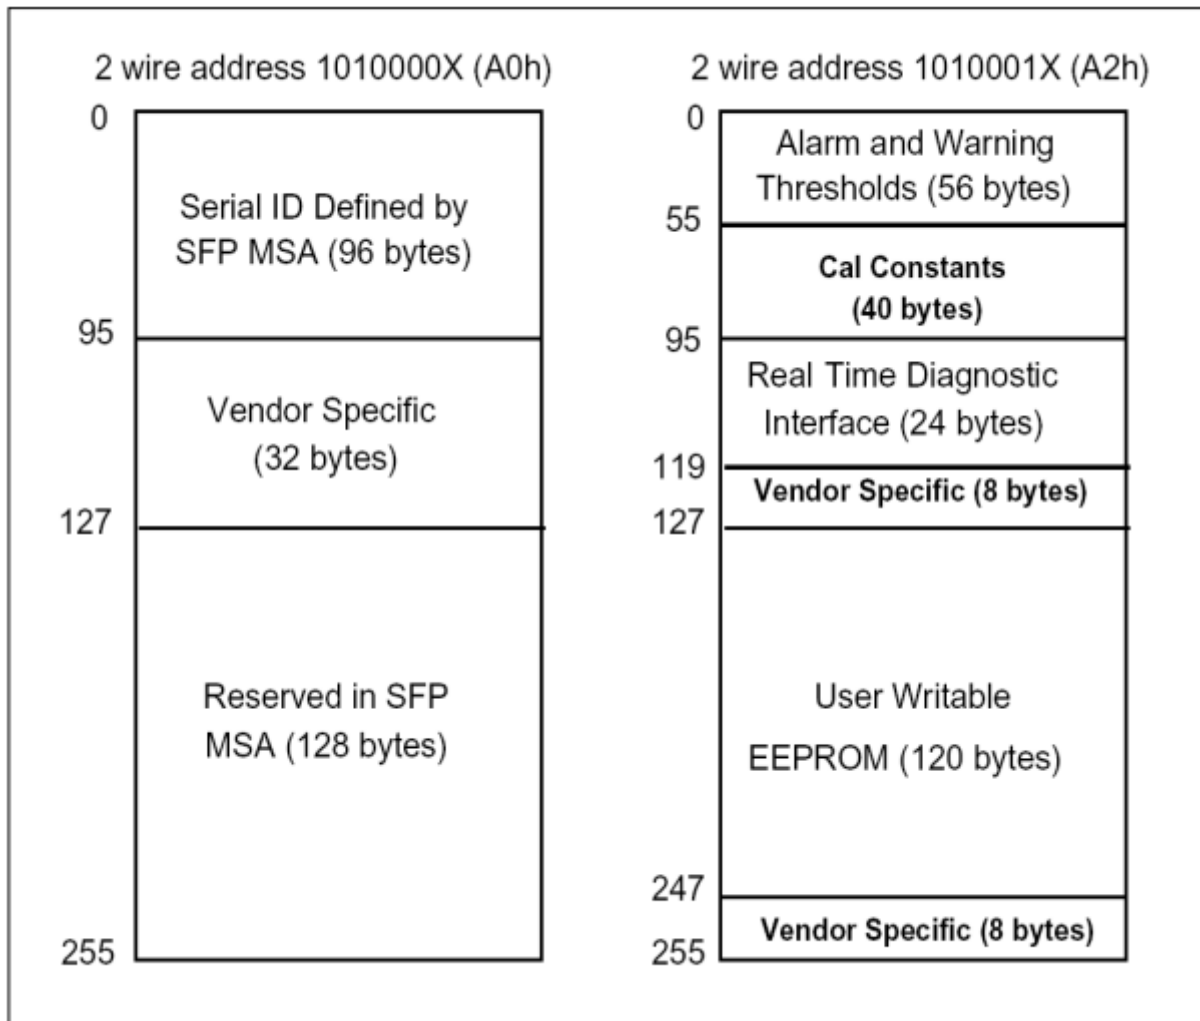 2 wire address 1010000X (A0h)
0
Serial ID Defined by
SFP MSA (96 bytes)
95
Vendor Specific
(32 bytes)
127
Reserved in SFP
MSA (128 bytes)
255
2 wire address 1010001X (A2h)
0
Alarm and Warning
Thresholds (56 bytes)
55
Cal Constants
(40 bytes)
95
Real Time Diagnostic
Interface (24 bytes)
119
Vendor Specific (8 bytes)
127
User Writable
EEPROM (120 bytes)
247
Vendor Specific (8 bytes)
255